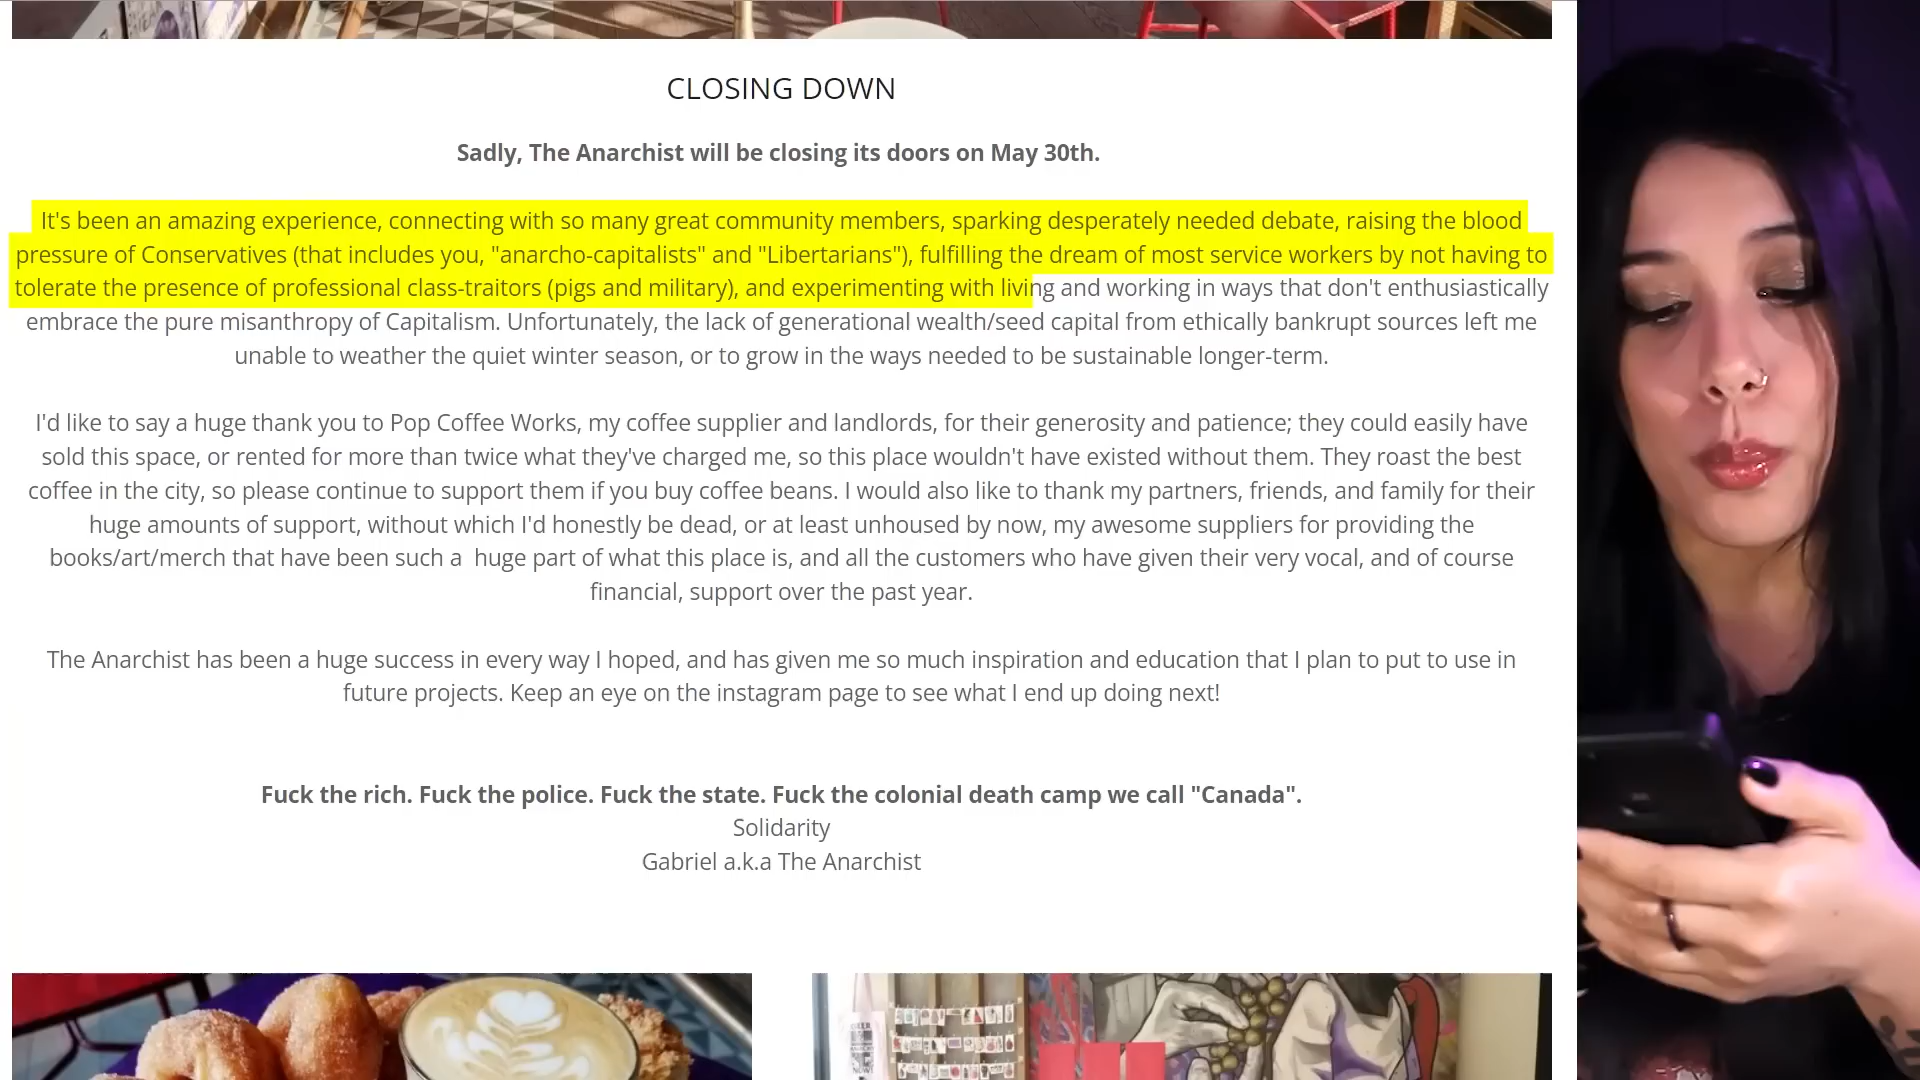 CLOSING DOWN
Sadly, The Anarchist will be closing its doors on May 30th.
It's been an amazing experience, connecting with so many great community members, sparking desperately needed debate, raising the blood
pressure of Conservatives (that includes you, "anarcho-capitalists" and "Libertarians"), fulfilling the dream of most service workers by not having to
tolerate the presence of professional class-traitors (pigs and military), and experimenting with living and working in ways that don't enthusiastically
embrace the pure misanthropy of Capitalism. Unfortunately, the lack of generational wealth/seed capital from ethically bankrupt sources left me
unable to weather the quiet winter season, or to grow in the ways needed to be sustainable longer-term.
I'd like to say a huge thank you to Pop Coffee Works, my coffee supplier and landlords, for their generosity and patience; they could easily have
sold this space, or rented for more than twice what they've charged me, so this place wouldn't have existed without them. They roast the best
coffee in the city, so please continue to support them if you buy coffee beans. I would also like to thank my partners, friends, and family for their
huge amounts of support, without which I'd honestly be dead, or at least unhoused by now, my awesome suppliers for providing the
books/art/merch that have been such a  huge part of what this place is, and all the customers who have given their very vocal, and of course
financial, support over the past year.
The Anarchist has been a huge success in every way I hoped, and has given me so much inspiration and education that I plan to put to use in
future projects. Keep an eye on the instagram page to see what I end up doing next!
Fuck the rich. Fuck the police. Fuck the state. Fuck the colonial death camp we call "Canada".
Solidarity
Gabriel a.k.a The Anarchist